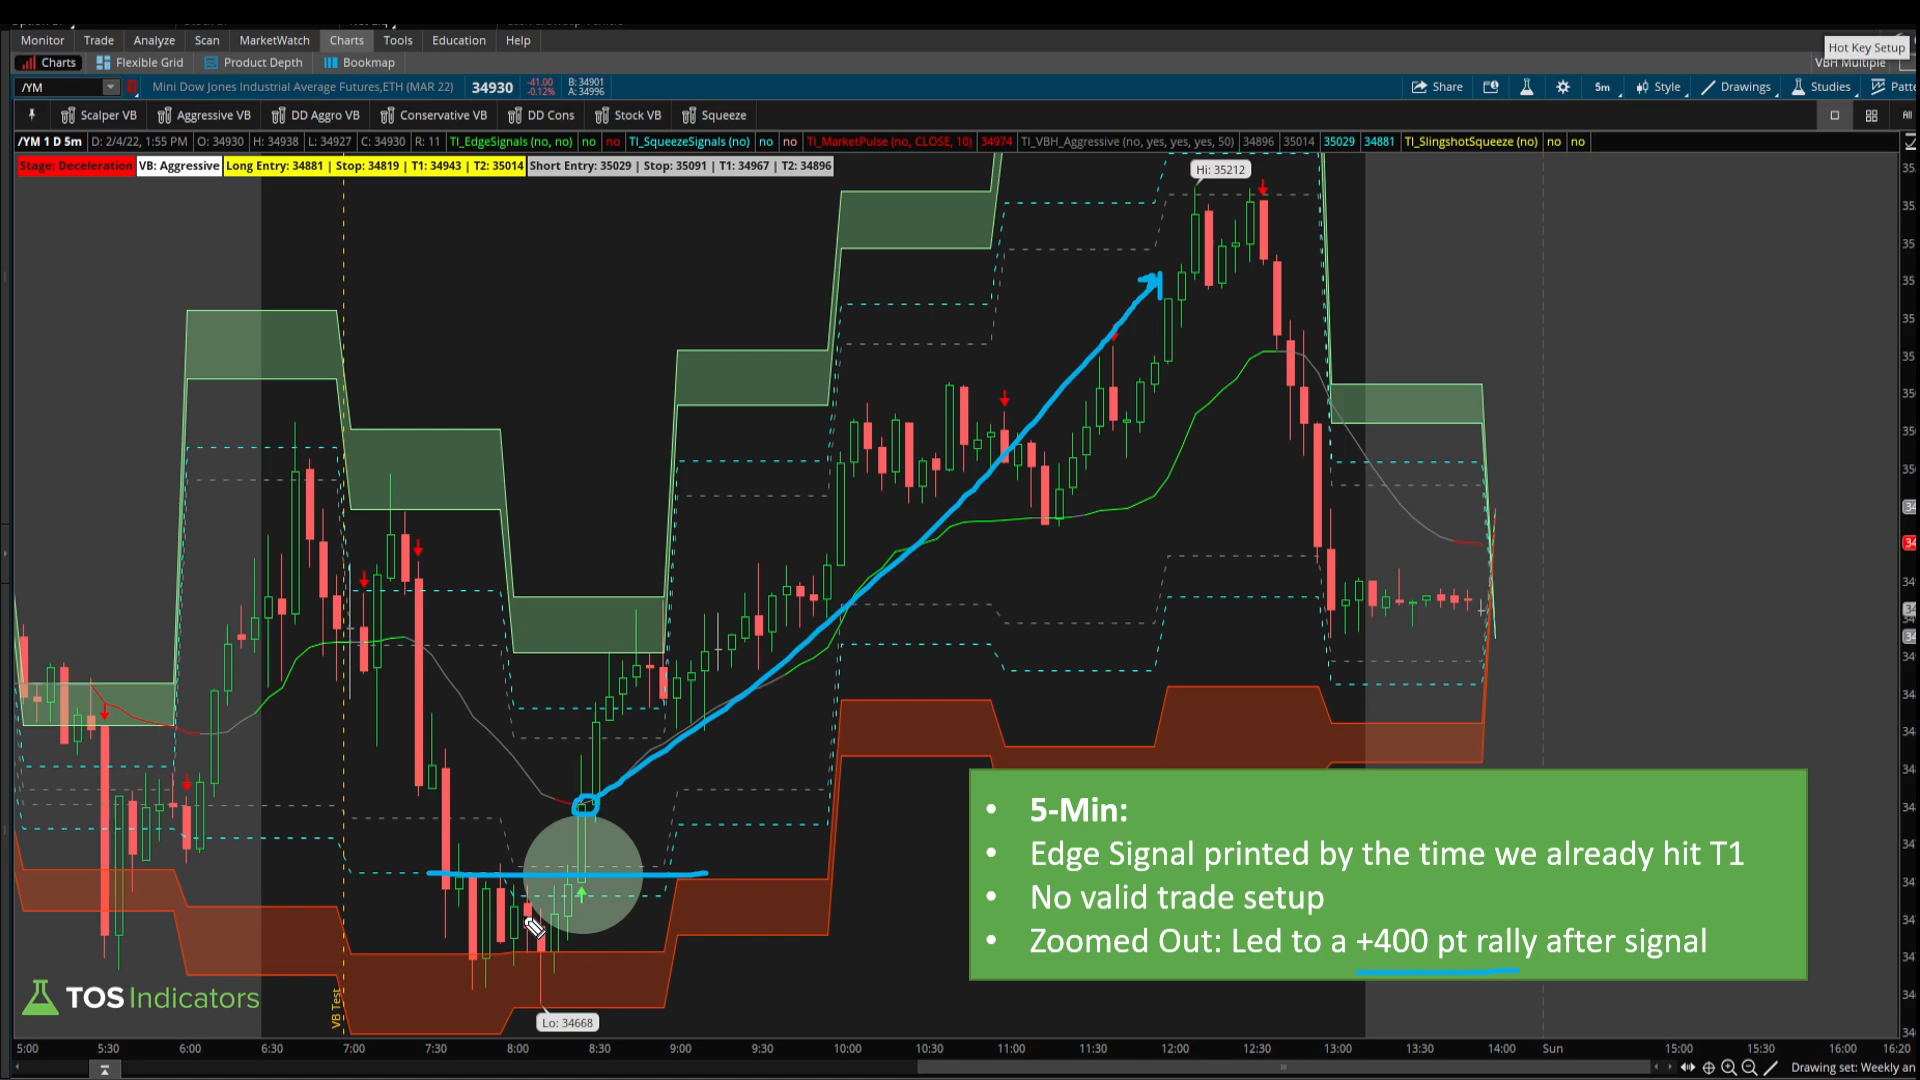 Monitor Trade Analyze Scan MarketWatch Charts Tools Education Help
Hot Key Setup
Charts Flexible Grid Product Depth Bookmap
VBH Multiple
/YM Mini Dow Jones Industrial Average Futures,ETH (MAR 22) 34930 -41.00 -0.12% B: 34901 A: 34996 Share 5m Style Drawings Studies Patte
Scalper VB Aggressive VB DD Aggro VB Conservative VB DD Cons Stock VB Squeeze
/YM 1 D 5m D: 2/4/22, 1:55 PM O: 34930 H: 34938 L: 34927 C: 34930 R: 11 TI_EdgeSignals (no, no) no no TI_SqueezeSignals (no) no no TI_MarketPulse (no, CLOSE, 10) 34974 TI_VBH_Aggressive (no, yes, yes, yes, 50) 34896 35014 35029 34881 TI_SlingshotSqueeze (no) no no
Stage: Deceleration VB: Aggressive Long Entry: 34881 | Stop: 34819 | T1: 34943 | T2: 35014 Short Entry: 35029 | Stop: 35091 | T1: 34967 | T2: 34896
Hi: 35212
• 5-Min:
• Edge Signal printed by the time we already hit T1
• No valid trade setup
• Zoomed Out: Led to a +400 pt rally after signal
TOS Indicators
VB Test
Lo: 34668
5:00 5:30 6:00 6:30 7:00 7:30 8:00 8:30 9:00 9:30 10:00 10:30 11:00 11:30 12:00 12:30 13:00 13:30 14:00 Sun 15:00 15:30 16:00 16:20
Drawing set: Weekly an